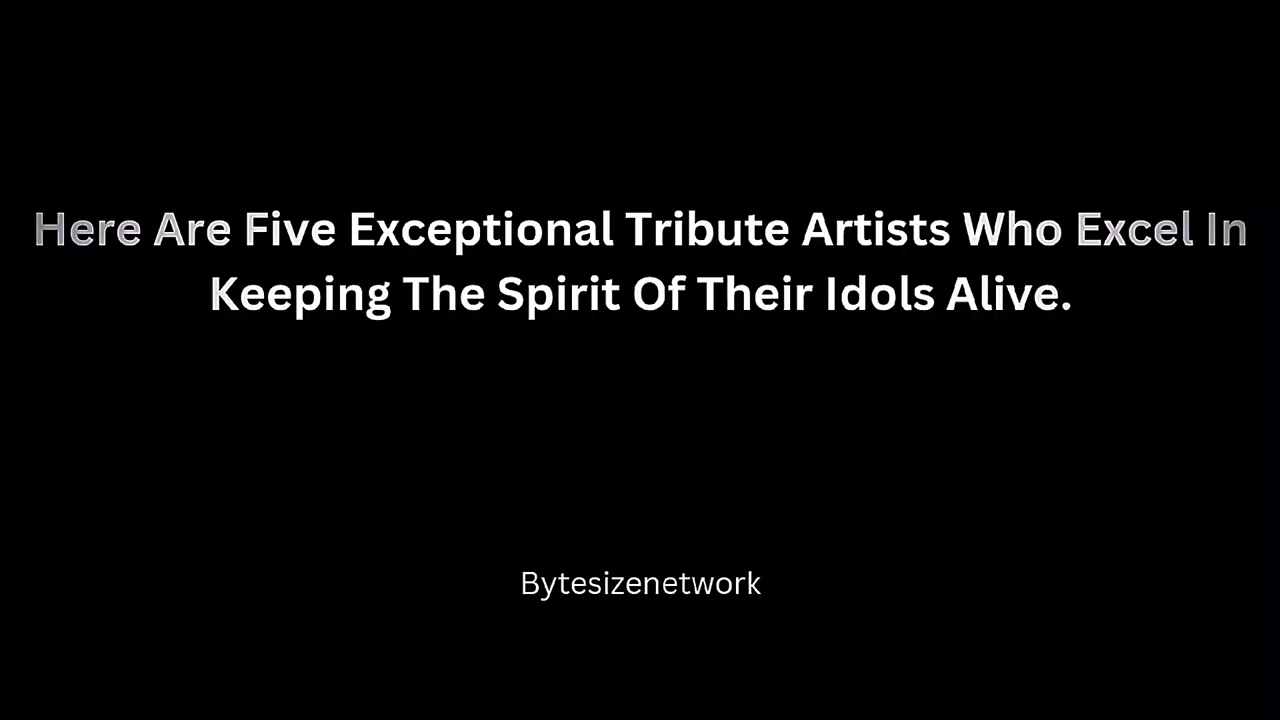 Here Are Five Exceptional Tribute Artists Who Excel In
Keeping The Spirit Of Their Idols Alive.
Bytesizenetwork